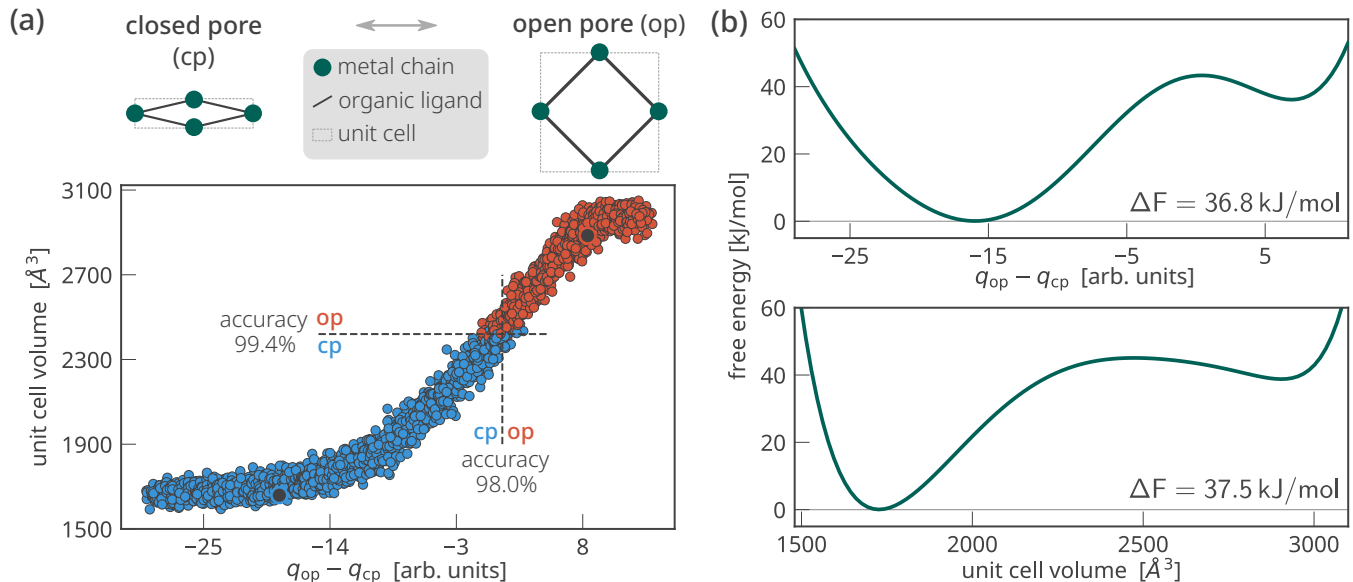 (a)
closed pore
(cp)
open pore (op)
metal chain
organic ligand
unit cell
unit cell volume [Å³]
3100
2700
2300
1900
1500
accuracy
99.4%
op
cp
cp op
accuracy
98.0%
−25 −14 −3 8
q_op − q_cp [arb. units]
(b)
free energy [kJ/mol]
60
40
20
0
ΔF = 36.8 kJ/mol
−25 −15 −5 5
q_op − q_cp [arb. units]
60
40
20
0
ΔF = 37.5 kJ/mol
1500 2000 2500 3000
unit cell volume [Å³]